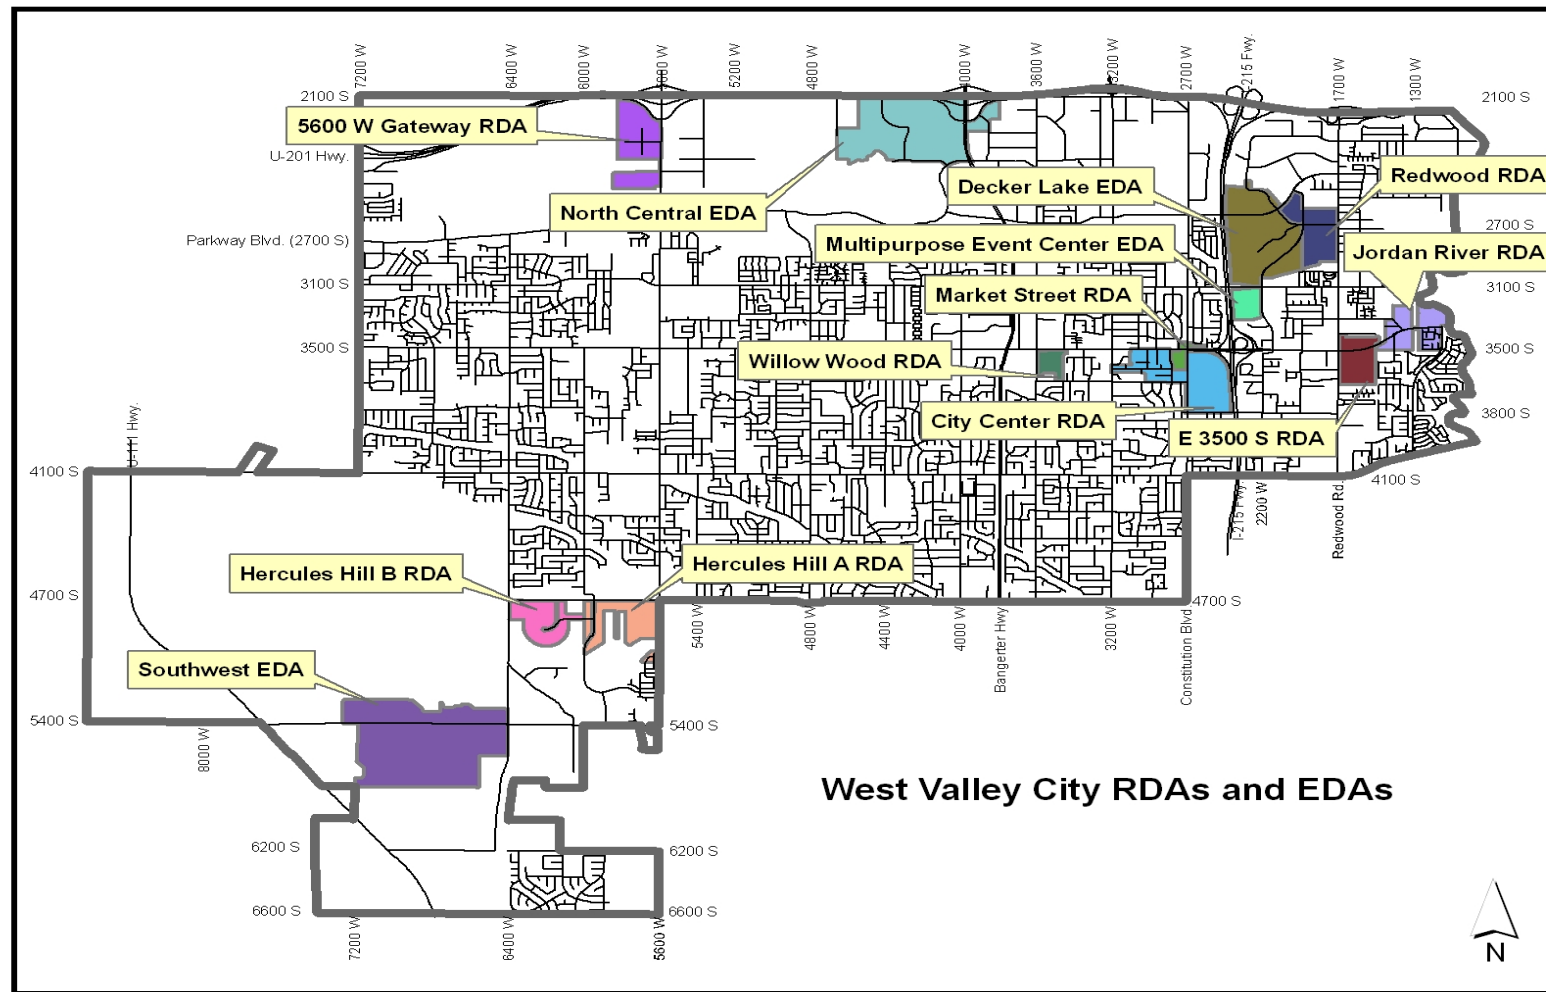 7200 W
6400 W
6000 W
5200 W
4800 W
4000 W
3600 W
3200 W
2700 W
I-215 Fwy.
1700 W
1300 W
2100 S
2100 S
5600 W Gateway RDA
U-201 Hwy.
Decker Lake EDA
Redwood RDA
North Central EDA
2700 S
Parkway Blvd. (2700 S)
Multipurpose Event Center EDA
Jordan River RDA
3100 S
3100 S
Market Street RDA
3500 S
3500 S
Willow Wood RDA
City Center RDA
3800 S
E 3500 S RDA
U-111 Hwy.
4100 S
4100 S
I-215 Fwy.
2200 W
Redwood Rd.
Hercules Hill B RDA
Hercules Hill A RDA
4700 S
4700 S
5400 W
4800 W
4400 W
4000 W
Bangerter Hwy
3200 W
Constitution Blvd
Southwest EDA
5400 S
5400 S
8000 W
West Valley City RDAs and EDAs
6200 S
6200 S
6600 S
6600 S
7200 W
6400 W
5600 W
N